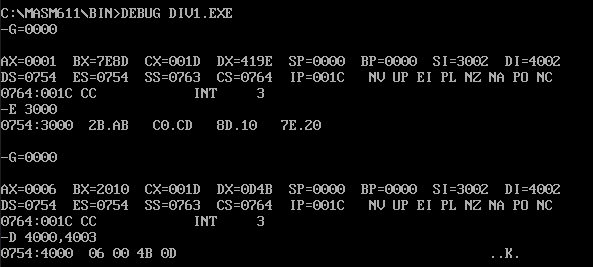 C:\MASM611\BIN>DEBUG DIV1.EXE
-G=0000
AX=0001  BX=7E8D  CX=001D  DX=419E  SP=0000  BP=0000  SI=3002  DI=4002
DS=0754  ES=0754  SS=0763  CS=0764  IP=001C   NV UP EI PL NZ NA PO NC
0764:001C CC            INT     3
-E 3000
0754:3000  2B.AB   C0.CD   8D.10   7E.20
-G=0000
AX=0006  BX=2010  CX=001D  DX=0D4B  SP=0000  BP=0000  SI=3002  DI=4002
DS=0754  ES=0754  SS=0763  CS=0764  IP=001C   NV UP EI PL NZ NA PO NC
0764:001C CC            INT     3
-D 4000,4003
0754:4000  06 00 4B 0D                                       ..K.